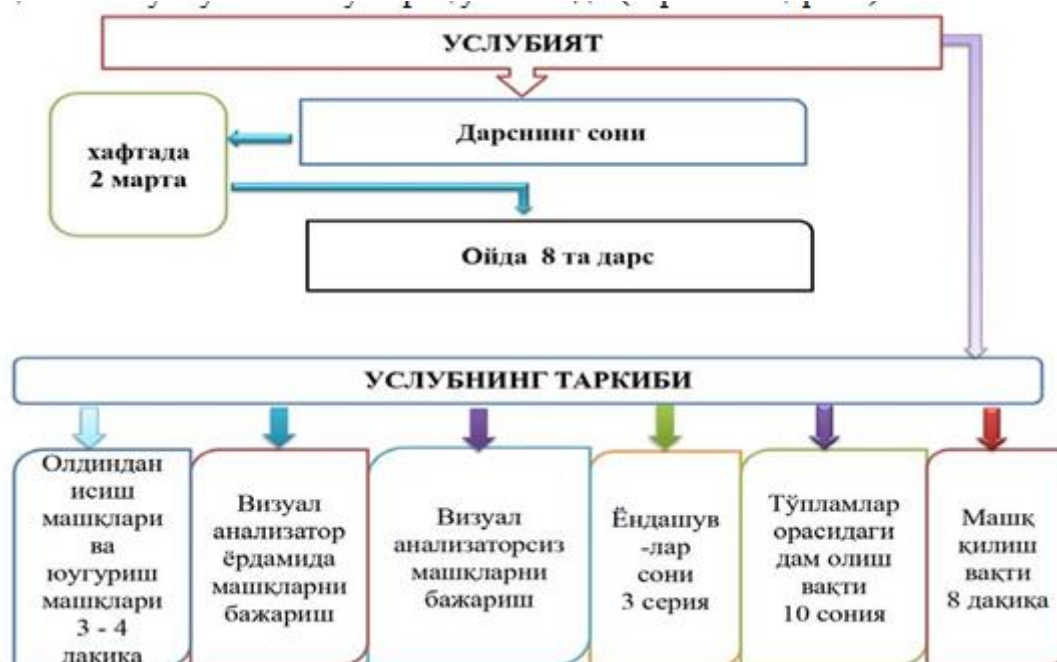 УСЛУБИЯТ
Дарснинг сони
хафтада
2 марта
Ойда 8 та дарс
УСЛУБНИНГ ТАРКИБИ
Олдиндан
исиш
машқлари
ва
юугуриш
машқлари
3 - 4
дақиқа
Визуал
анализатор
ёрдамида
машқларни
бажариш
Визуал
анализаторсиз
машқларни
бажариш
Ёндашув
-лар
сони
3 серия
Тўпламлар
орасидаги
дам олиш
вақти
10 сония
Машқ
қилиш
вақти
8 дақиқа